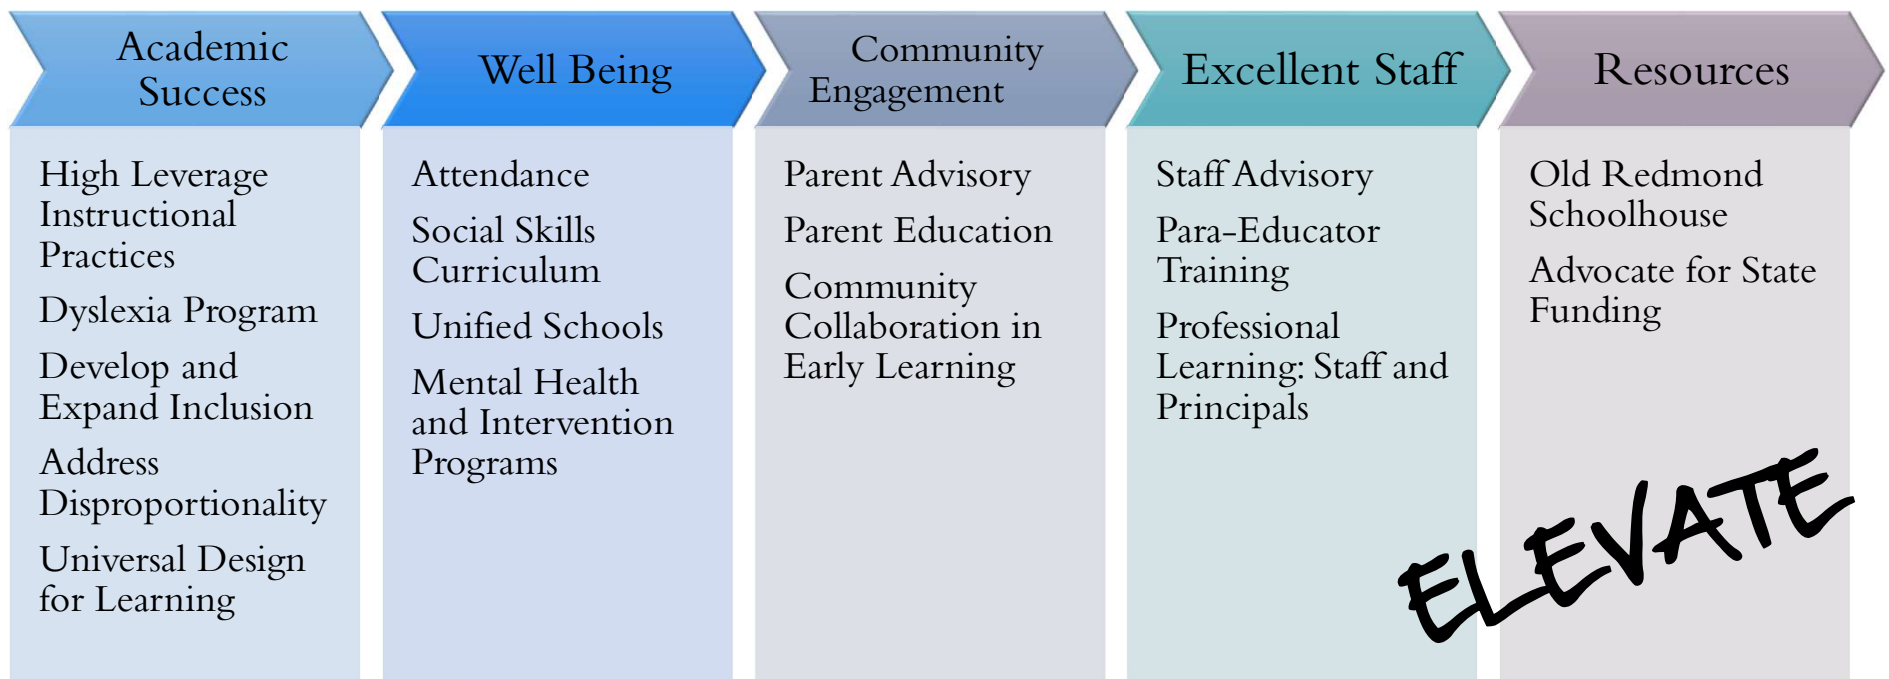 Academic
Success
High Leverage
Instructional
Practices
Dyslexia Program
Develop and
Expand Inclusion
Address
Disproportionality
Universal Design
for Learning
Well Being
Attendance
Social Skills
Curriculum
Unified Schools
Mental Health
and Intervention
Programs
Community
Engagement
Parent Advisory
Parent Education
Community
Collaboration in
Early Learning
Excellent Staff
Staff Advisory
Para-Educator
Training
Professional
Learning: Staff and
Principals
Resources
Old Redmond
Schoolhouse
Advocate for State
Funding
ELEVATE